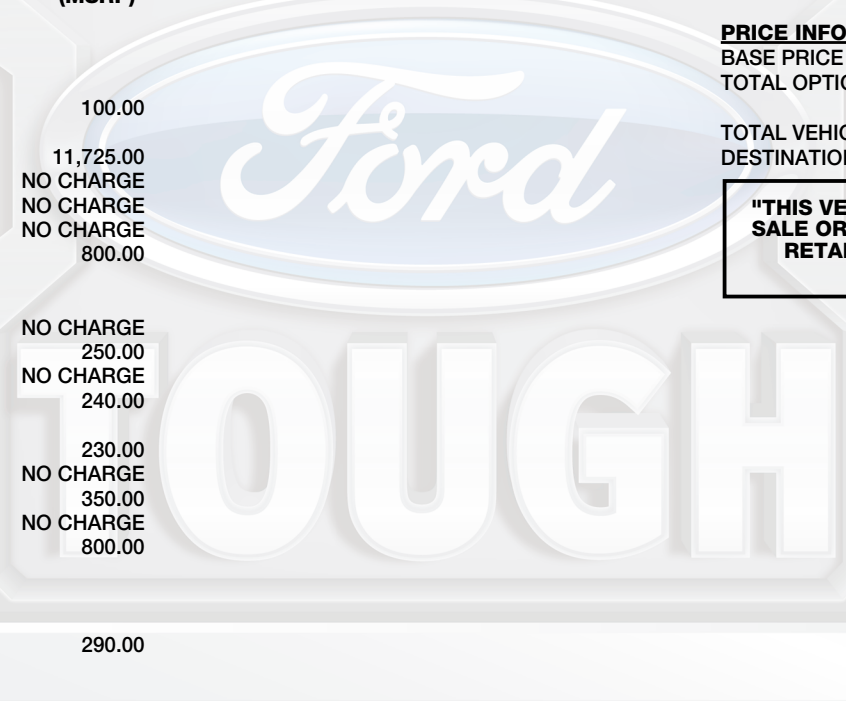 (MSRP)
100.00
11,725.00
NO CHARGE
NO CHARGE
NO CHARGE
800.00
NO CHARGE
250.00
NO CHARGE
240.00
230.00
NO CHARGE
350.00
NO CHARGE
800.00
290.00
PRICE INFO
BASE PRICE
TOTAL OPTIO
TOTAL VEHIC
DESTINATION
"THIS VE
SALE OR
RETAI
Ford
TOUGH